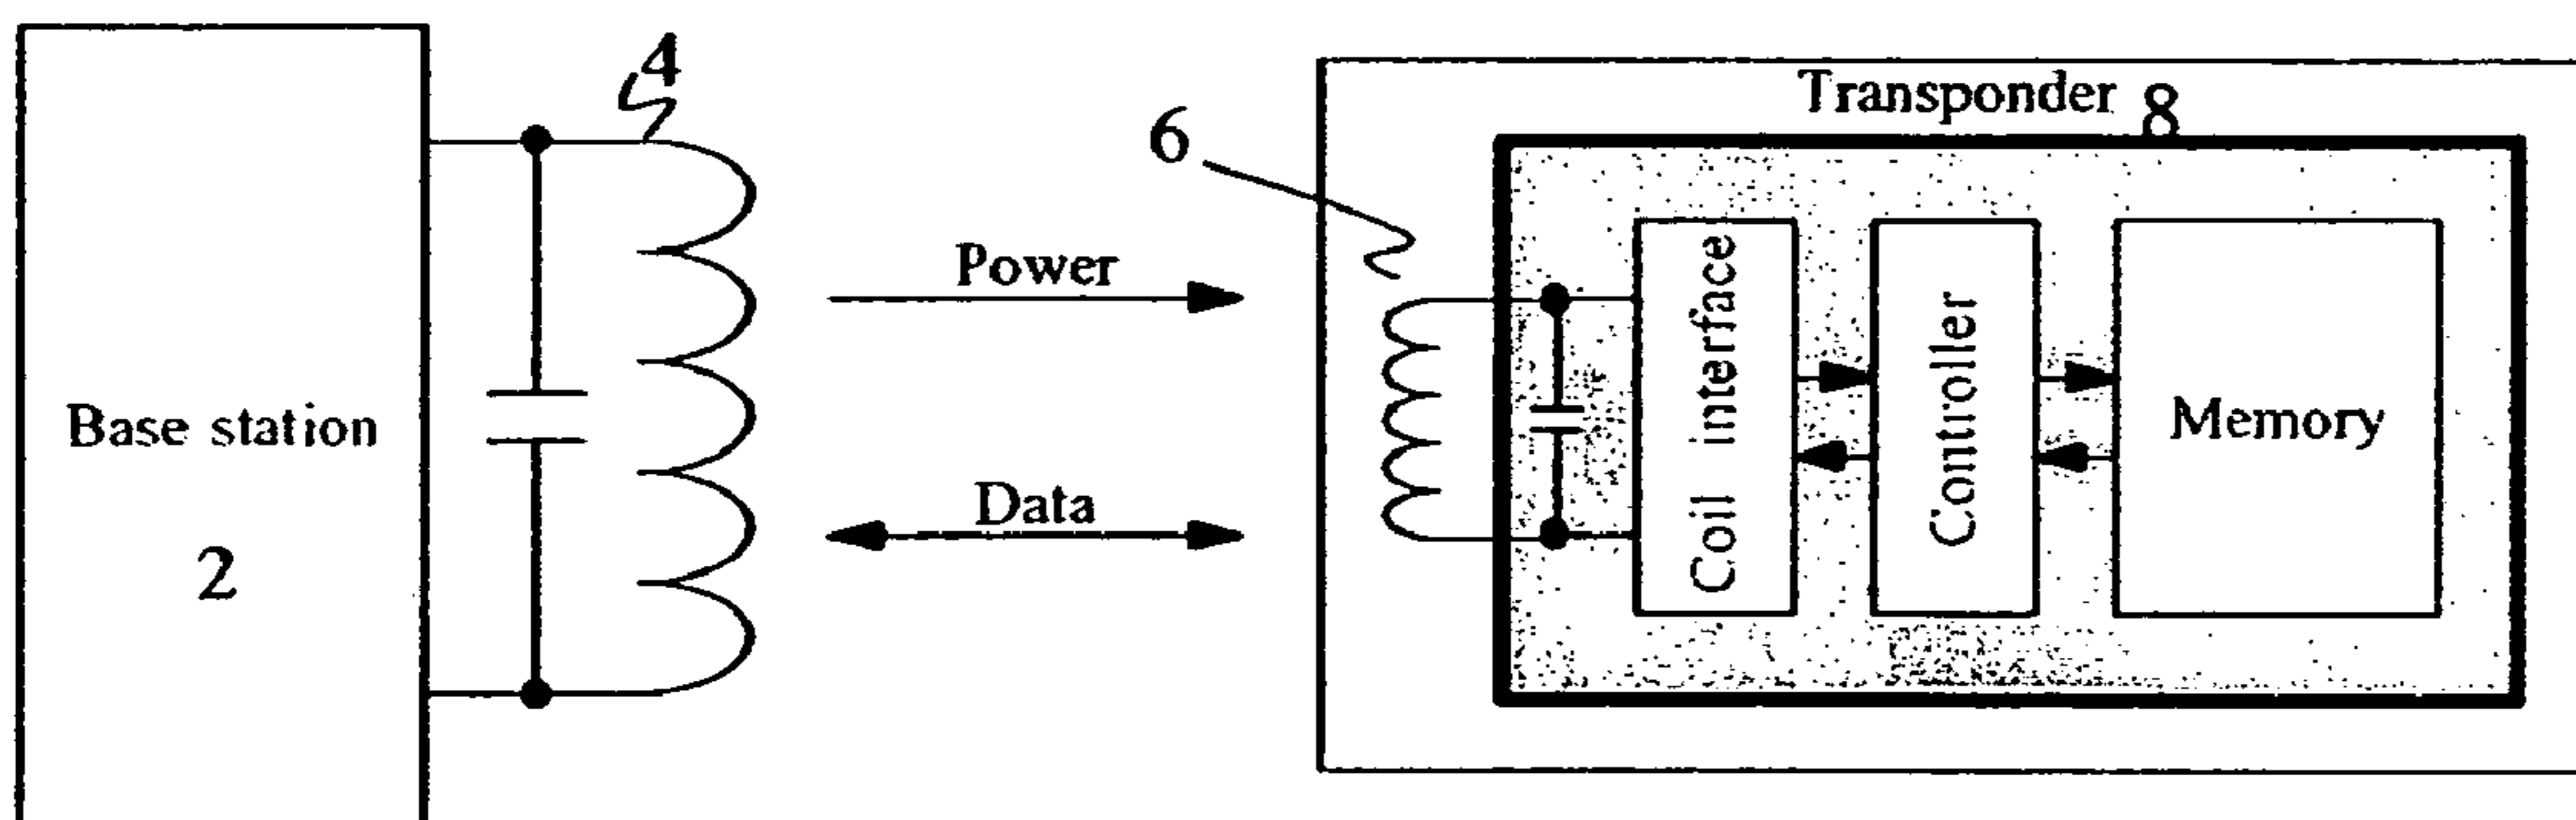 4
Transponder 8
6
Power
Base station
2
Data
Coil interface
Controller
Memory